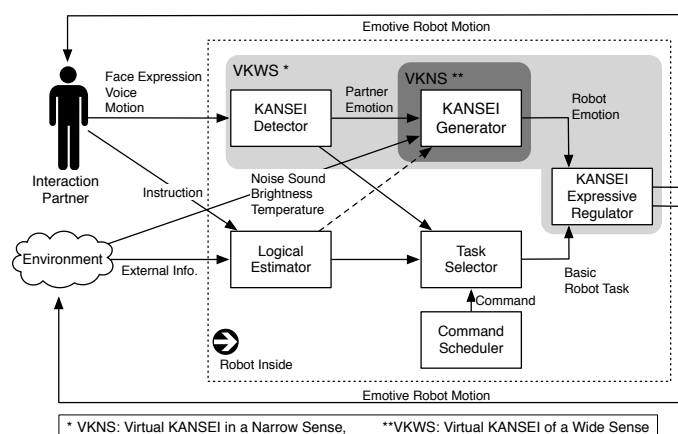 Emotive Robot Motion
VKWS *
VKNS **
Face Expression
Voice
Motion
KANSEI
Detector
Partner
Emotion
KANSEI
Generator
Robot
Emotion
Interaction
Partner
Instruction
Noise Sound
Brightness
Temperature
KANSEI
Expressive
Regulator
Environment
External Info.
Logical
Estimator
Task
Selector
Basic
Robot Task
Command
Command
Scheduler
Robot Inside
Emotive Robot Motion
* VKNS: Virtual KANSEI in a Narrow Sense, **VKWS: Virtual KANSEI of a Wide Sense